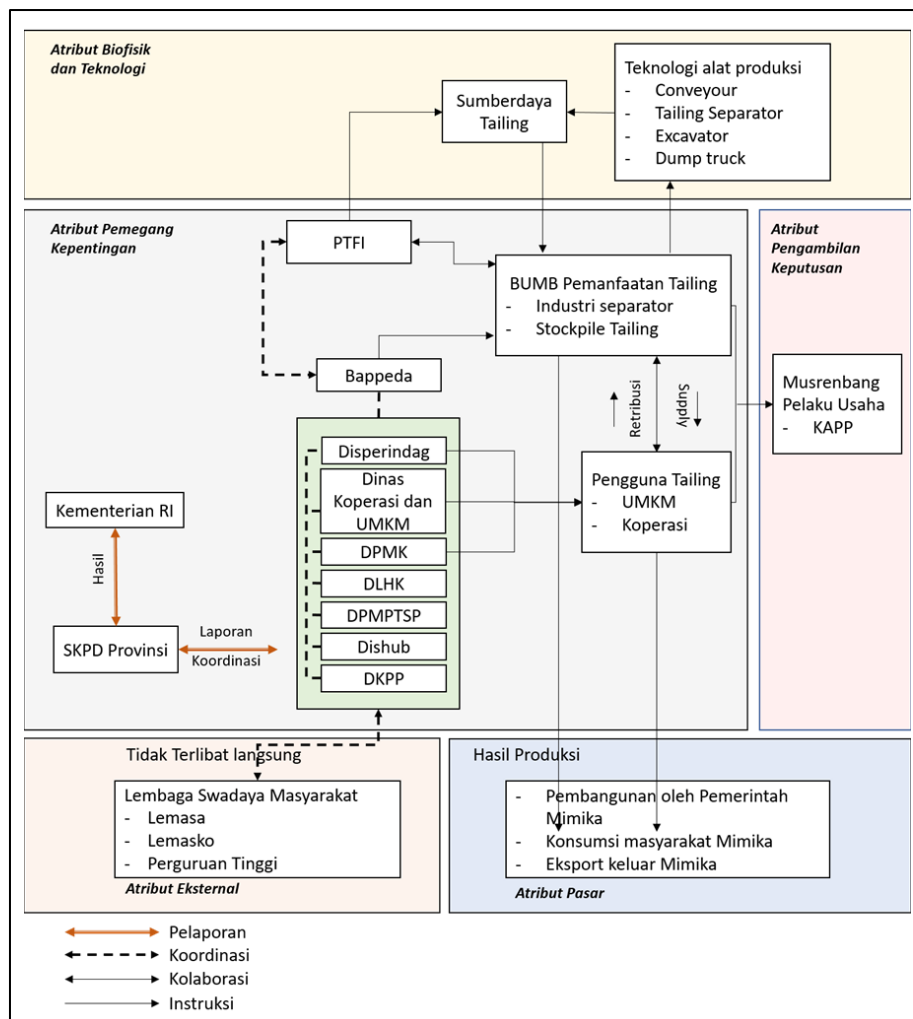 Atribut Biofisik
dan Teknologi
Sumberdaya
Tailing
Teknologi alat produksi
- Conveyour
- Tailing Separator
- Excavator
- Dump truck
Atribut Pemegang
Kepentingan
PTFI
BUMB Pemanfaatan Tailing
- Industri separator
- Stockpile Tailing
Atribut
Pengambilan
Keputusan
Bappeda
Retribusi
Supply
Musrenbang
Pelaku Usaha
- KAPP
Disperindag
Dinas
Koperasi dan
UMKM
DPMK
DLHK
DPMPTSP
Dishub
DKPP
Pengguna Tailing
- UMKM
- Koperasi
Kementerian RI
Hasil
SKPD Provinsi
Laporan
Koordinasi
Tidak Terlibat langsung
Lembaga Swadaya Masyarakat
- Lemasa
- Lemasko
- Perguruan Tinggi
Atribut Eksternal
Hasil Produksi
- Pembangunan oleh Pemerintah
Mimika
- Konsumsi masyarakat Mimika
- Eksport keluar Mimika
Atribut Pasar
Pelaporan
Koordinasi
Kolaborasi
Instruksi